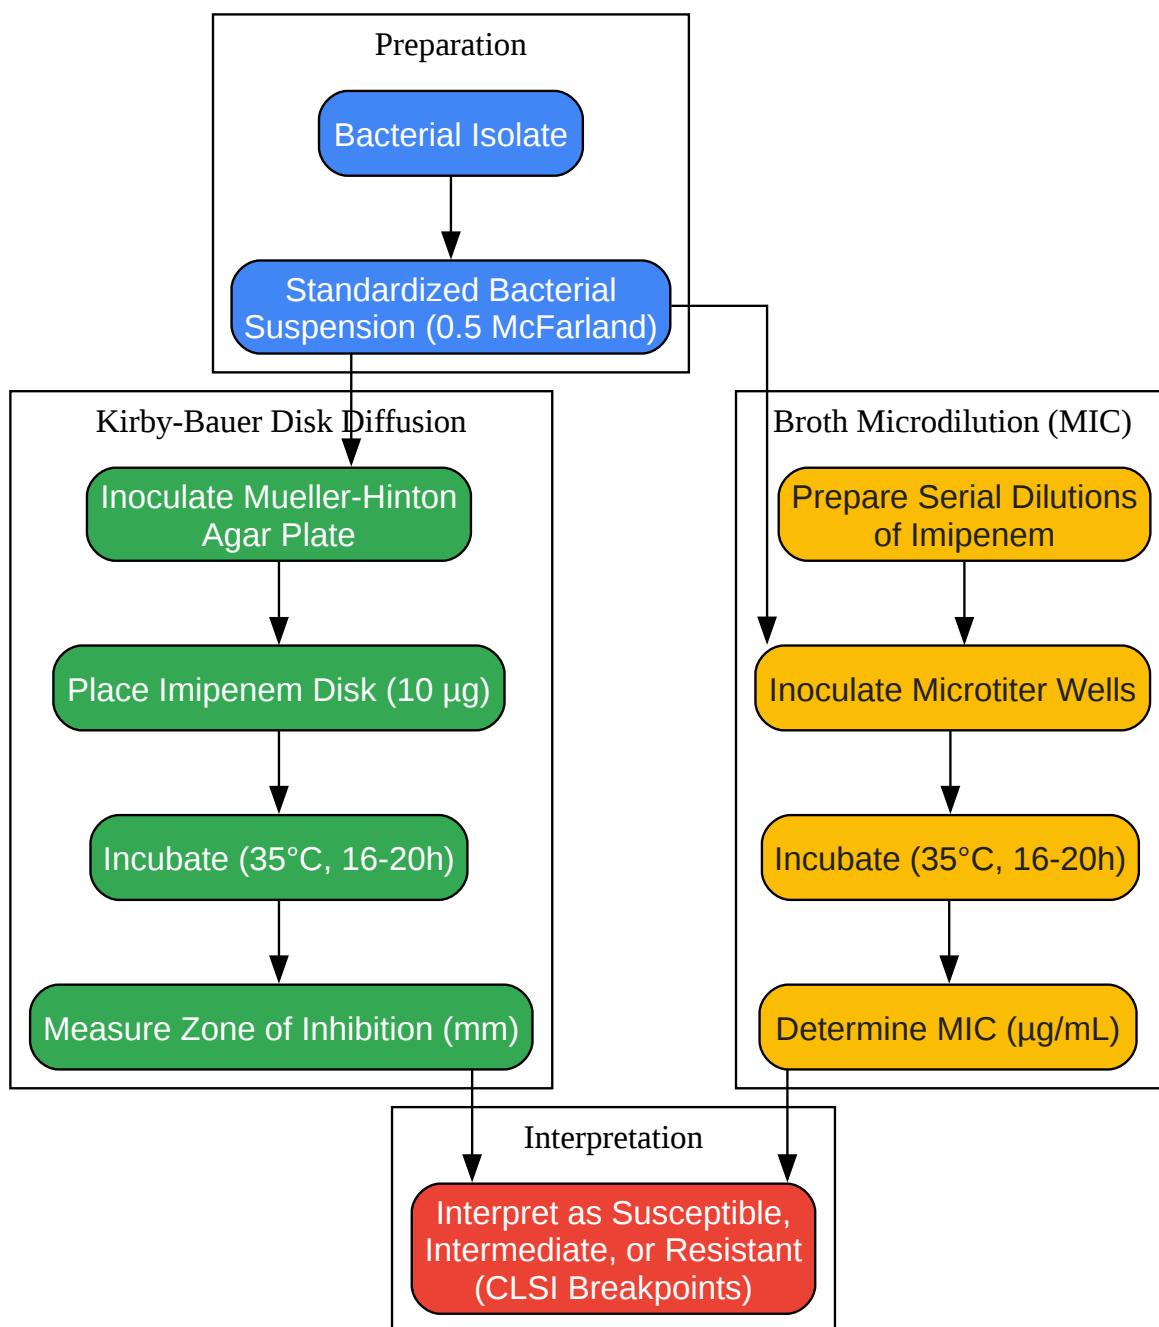 Preparation
Bacterial Isolate
Standardized Bacterial
Suspension (0.5 McFarland)
Kirby-Bauer Disk Diffusion
Inoculate Mueller-Hinton
Agar Plate
Place Imipenem Disk (10 µg)
Incubate (35°C, 16-20h)
Measure Zone of Inhibition (mm)
Broth Microdilution (MIC)
Prepare Serial Dilutions
of Imipenem
Inoculate Microtiter Wells
Incubate (35°C, 16-20h)
Determine MIC (µg/mL)
Interpretation
Interpret as Susceptible,
Intermediate, or Resistant
(CLSI Breakpoints)